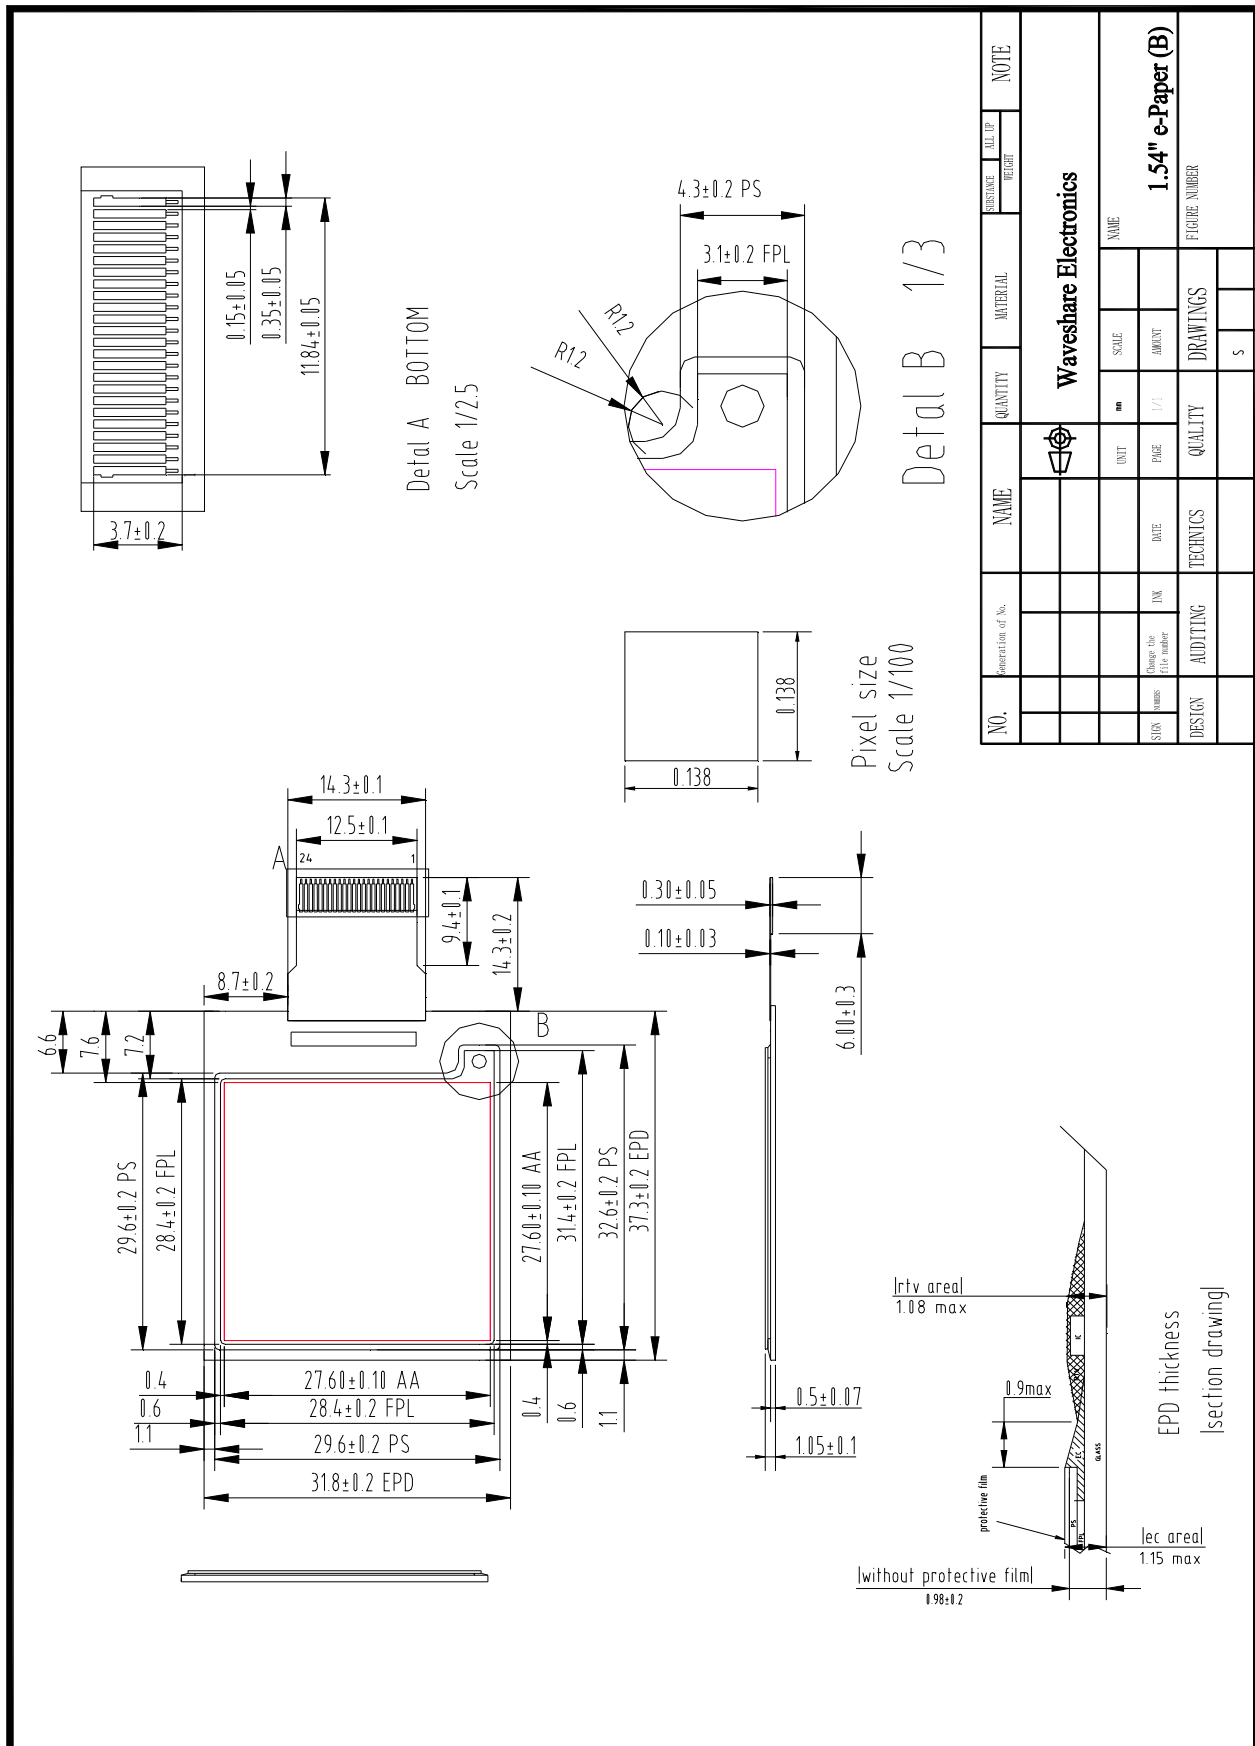 0.15±0.05
0.35±0.05
11.84±0.05
3.7±0.2
Detal A BOTTOM
Scale 1/2.5
4.3±0.2 PS
3.1±0.2 FPL
R1.2
R1.2
Detal B 1/3
0.138
0.138
Pixel size
Scale 1/100
14.3±0.1
12.5±0.1
A
24
1
9.4±0.1
14.3±0.2
8.7±0.2
B
6.6
7.6
7.2
29.6±0.2 PS
28.4±0.2 FPL
27.60±0.10 AA
31.4±0.2 FPL
32.6±0.2 PS
37.3±0.2 EPD
0.4
0.6
1.1
27.60±0.10 AA
28.4±0.2 FPL
29.6±0.2 PS
31.8±0.2 EPD
0.4
0.6
1.1
0.30±0.05
0.10±0.03
6.00±0.3
0.5±0.07
1.05±0.1
|rtv area|
1.08 max
0.9max
IC
EC
GLASS
PS
FPL
protective film
|ec area|
1.15 max
|without protective film|
0.98±0.2
EPD thickness
|section drawing|
NO.
Generation of No.
NAME
QUANTITY
MATERIAL
SUBSTANCE
ALL UP
WEIGHT
NOTE
Waveshare Electronics
UNIT
mm
SCALE
NAME
1.54" e-Paper (B)
SIGN
NUMBERS
Change the
file number
INK
DATE
PAGE
1/1
AMOUNT
DESIGN
AUDITING
TECHNICS
QUALITY
DRAWINGS
FIGURE NUMBER
S